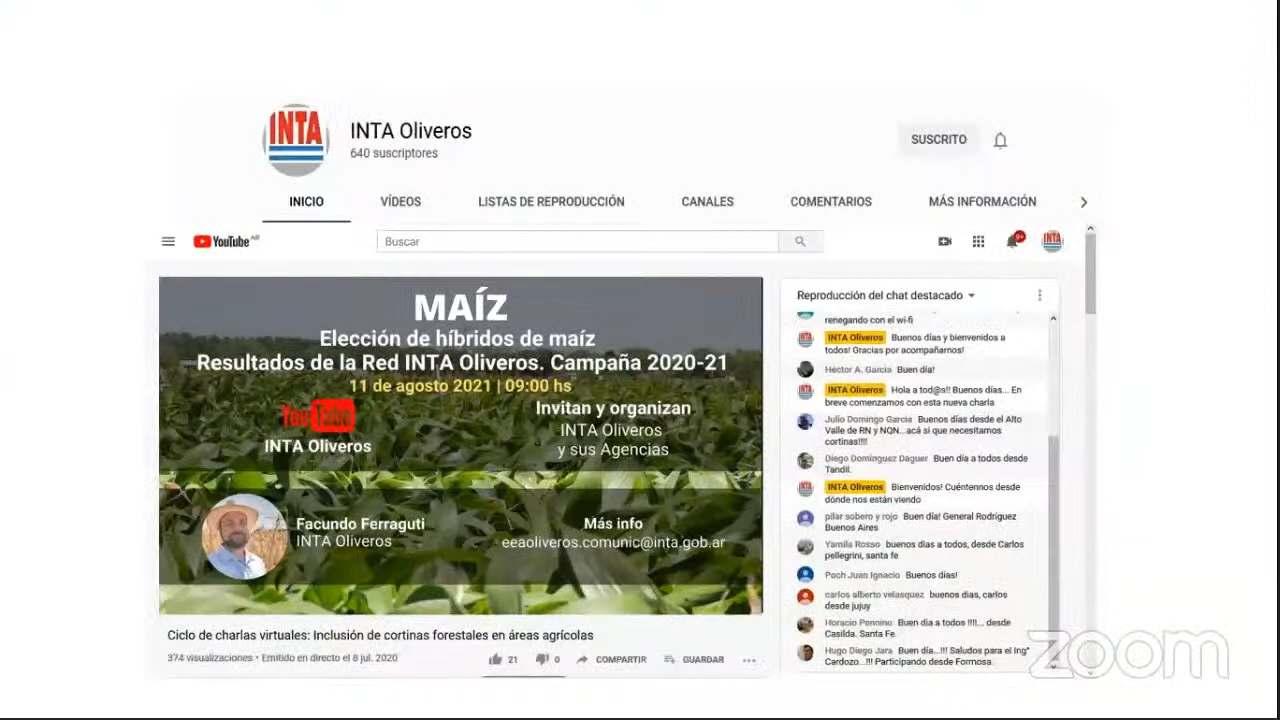 INTA
INTA Oliveros
640 suscriptores
SUSCRITO
INICIO
VÍDEOS
LISTAS DE REPRODUCCIÓN
CANALES
COMENTARIOS
MÁS INFORMACIÓN
YouTube AR
Buscar
9+
INTA
MAÍZ
Elección de híbridos de maíz
Resultados de la Red INTA Oliveros. Campaña 2020-21
11 de agosto 2021 | 09:00 hs
YouTube
INTA Oliveros
Invitan y organizan
INTA Oliveros
y sus Agencias
Facundo Ferraguti
INTA Oliveros
Más info
eeaoliveros.comunic@inta.gob.ar
Ciclo de charlas virtuales: Inclusión de cortinas forestales en áreas agrícolas
374 visualizaciones • Emitido en directo el 8 jul. 2020
21
0
COMPARTIR
GUARDAR
Reproducción del chat destacado
renegando con el wi-fi
INTA Oliveros Buenos días y bienvenidos a
todos! Gracias por acompañarnos!
Héctor A. Garcia Buen día!
INTA Oliveros Hola a tod@s!! Buenos días... En
breve comenzamos con esta nueva charla
Julio Domingo Garcia Buenos días desde el Alto
Valle de RN y NQN...acá si que necesitamos
cortinas!!!!
Diego Dominguez Daguer Buen día a todos desde
Tandil.
INTA Oliveros Bienvenidos! Cuéntennos desde
dónde nos están viendo
pilar sobero y rojo Buen día! General Rodríguez
Buenos Aires
Yamila Rosso buenos dias a todos, desde Carlos
pellegrini, santa fe
Poch Juan Ignacio Buenos días!
carlos alberto velasquez buenos dias, carlos
desde jujuy
Horacio Pennino Buen dia a todos !!!!... desde
Casilda. Santa Fe.
Hugo Diego Jara Buen día...!!! Saludos para el Ing°
Cardozo...!!! Participando desde Formosa.
zoom